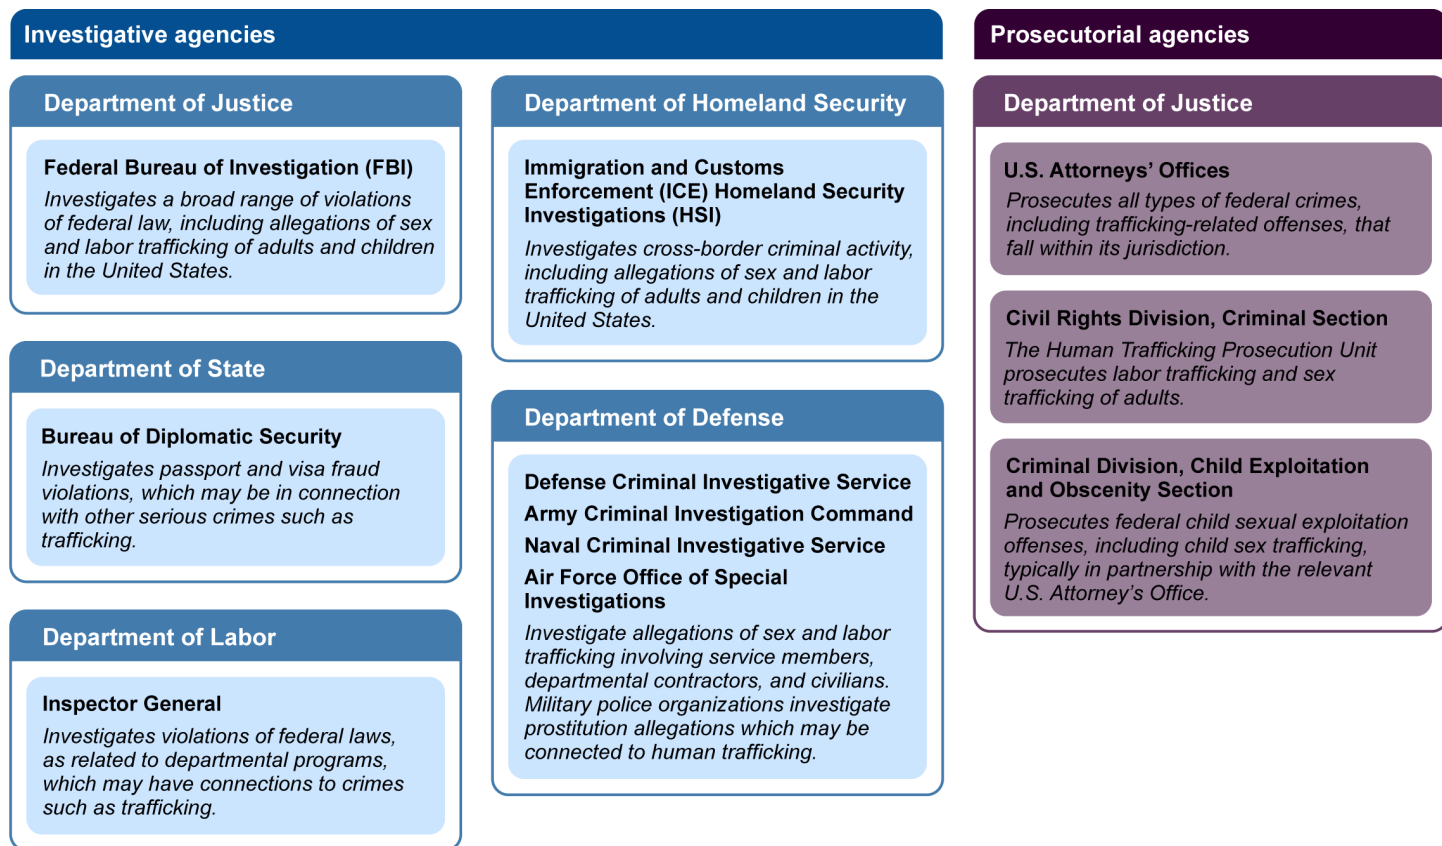 Investigative agencies
Department of Justice
Federal Bureau of Investigation (FBI)
Investigates a broad range of violations
of federal law, including allegations of sex
and labor trafficking of adults and children
in the United States.
Department of State
Bureau of Diplomatic Security
Investigates passport and visa fraud
violations, which may be in connection
with other serious crimes such as
trafficking.
Department of Labor
Inspector General
Investigates violations of federal laws,
as related to departmental programs,
which may have connections to crimes
such as trafficking.
Department of Homeland Security
Immigration and Customs
Enforcement (ICE) Homeland Security
Investigations (HSI)
Investigates cross-border criminal activity,
including allegations of sex and labor
trafficking of adults and children in the
United States.
Department of Defense
Defense Criminal Investigative Service
Army Criminal Investigation Command
Naval Criminal Investigative Service
Air Force Office of Special
Investigations
Investigate allegations of sex and labor
trafficking involving service members,
departmental contractors, and civilians.
Military police organizations investigate
prostitution allegations which may be
connected to human trafficking.
Prosecutorial agencies
Department of Justice
U.S. Attorneys’ Offices
Prosecutes all types of federal crimes,
including trafficking-related offenses, that
fall within its jurisdiction.
Civil Rights Division, Criminal Section
The Human Trafficking Prosecution Unit
prosecutes labor trafficking and sex
trafficking of adults.
Criminal Division, Child Exploitation
and Obscenity Section
Prosecutes federal child sexual exploitation
offenses, including child sex trafficking,
typically in partnership with the relevant
U.S. Attorney’s Office.